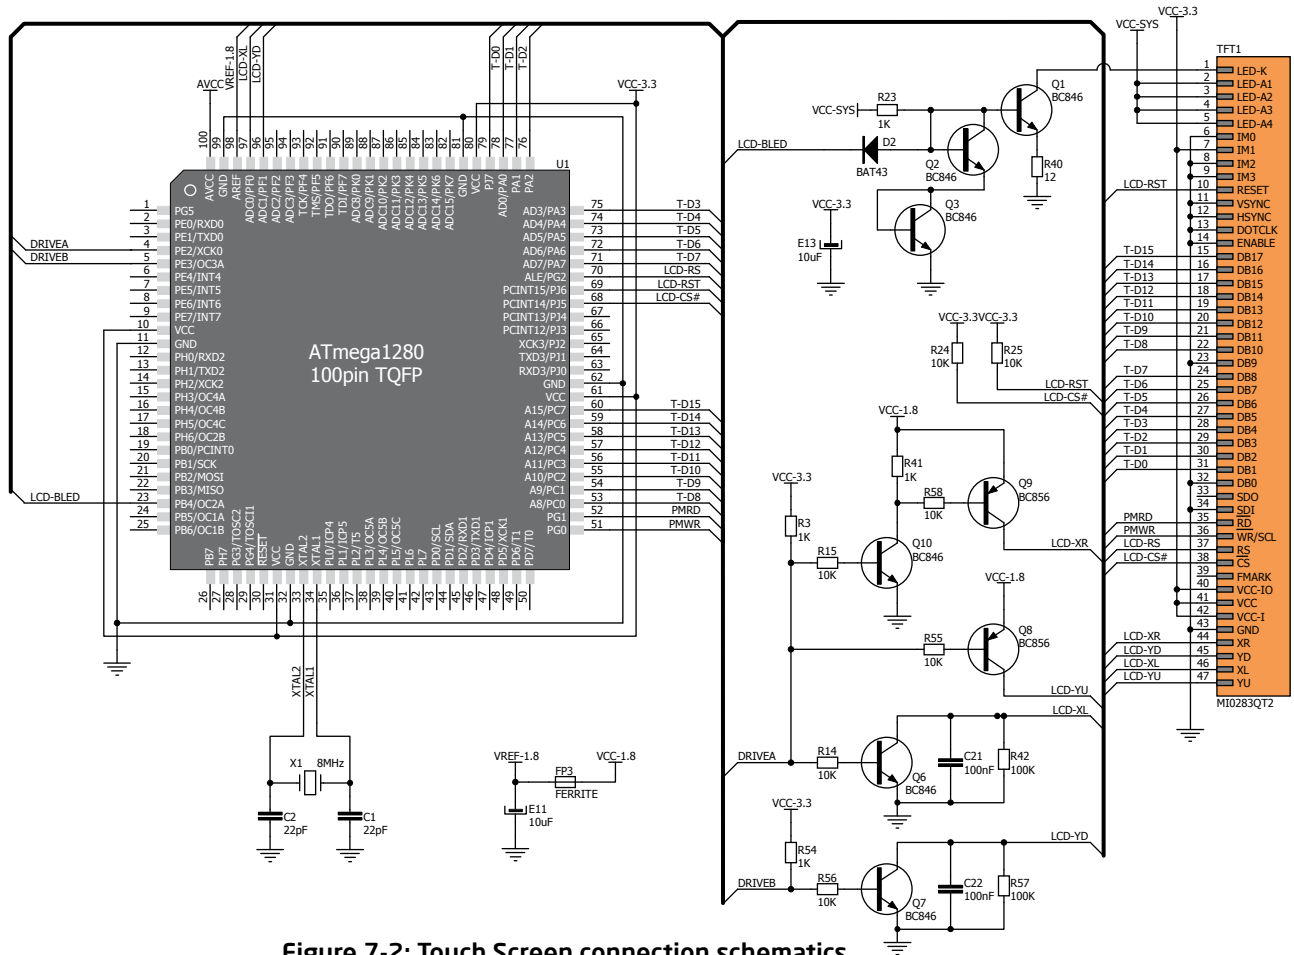 VCC-3.3
VCC-SYS
TFT1
VREF-1.8
LCD-XL
LCD-YD
T-D0
T-D1
T-D2
AVCC
VCC-3.3
100
99
98
97
96
95
94
93
92
91
90
89
88
87
86
85
84
83
82
81
80
79
78
77
76
U1
AVCC
GND
AREF
ADC0/PF0
ADC1/PF1
ADC2/PF2
ADC3/PF3
TCK/PF4
TMS/PF5
TDO/PF6
TDI/PF7
ADC8/PK0
ADC9/PK1
ADC10/PK2
ADC11/PK3
ADC12/PK4
ADC13/PK5
ADC14/PK6
ADC15/PK7
GND
VCC
PJ7
AD0/PA0
PA1
PA2
1 PG5
2 PE0/RXD0
3 PE1/TXD0
DRIVEA 4 PE2/XCK0
DRIVEB 5 PE3/OC3A
6 PE4/INT4
7 PE5/INT5
8 PE6/INT6
9 PE7/INT7
10 VCC
11 GND
12 PH0/RXD2
13 PH1/TXD2
14 PH2/XCK2
15 PH3/OC4A
16 PH4/OC4B
17 PH5/OC4C
18 PH6/OC2B
19 PB0/PCINT0
20 PB1/SCK
21 PB2/MOSI
22 PB3/MISO
LCD-BLED 23 PB4/OC2A
24 PB5/OC1A
25 PB6/OC1B
ATmega1280
100pin TQFP
AD3/PA3 75 T-D3
AD4/PA4 74 T-D4
AD5/PA5 73 T-D5
AD6/PA6 72 T-D6
AD7/PA7 71 T-D7
ALE/PG2 70 LCD-RS
PCINT15/PJ6 69 LCD-RST
PCINT14/PJ5 68 LCD-CS#
PCINT13/PJ4 67
PCINT12/PJ3 66
XCK3/PJ2 65
TXD3/PJ1 64
RXD3/PJ0 63
GND 62
VCC 61
A15/PC7 60 T-D15
A14/PC6 59 T-D14
A13/PC5 58 T-D13
A12/PC4 57 T-D12
A11/PC3 56 T-D11
A10/PC2 55 T-D10
A9/PC1 54 T-D9
A8/PC0 53 T-D8
PG1 52 PMRD
PG0 51 PMWR
PB7
PH7
PG3/TOSC2
PG4/TOSC1
RESET
VCC
GND
XTAL2
XTAL1
PL0/ICP4
PL1/ICP5
PL2/T5
PL3/OC5A
PL4/OC5B
PL5/OC5C
PL6
PL7
PD0/SCL
PD1/SDA
PD2/RXD1
PD3/TXD1
PD4/ICP1
PD5/XCK1
PD6/T1
PD7/T0
26
27
28
29
30
31
32
33
34
35
36
37
38
39
40
41
42
43
44
45
46
47
48
49
50
XTAL2
XTAL1
X1 8MHz
C2
22pF
C1
22pF
VREF-1.8
VCC-1.8
FP3
FERRITE
E11
10uF
VCC-SYS
R23
1K
LCD-BLED
D2
BAT43
Q1
BC846
Q2
BC846
R40
12
Q3
BC846
VCC-3.3
E13
10uF
VCC-3.3
VCC-3.3
R24
10K
R25
10K
LCD-RST
LCD-CS#
VCC-1.8
R41
1K
VCC-3.3
R58
10K
Q9
BC856
R3
1K
R15
10K
Q10
BC846
LCD-XR
VCC-1.8
R55
10K
Q8
BC856
LCD-YU
LCD-XL
DRIVEA
R14
10K
Q6
BC846
C21
100nF
R42
100K
VCC-3.3
R54
1K
LCD-YD
DRIVEB
R56
10K
Q7
BC846
C22
100nF
R57
100K
1 LED-K
2 LED-A1
3 LED-A2
4 LED-A3
5 LED-A4
6 IM0
7 IM1
8 IM2
9 IM3
LCD-RST 10 RESET
11 VSYNC
12 HSYNC
13 DOTCLK
14 ENABLE
T-D15 15 DB17
T-D14 16 DB16
T-D13 17 DB15
T-D12 18 DB14
T-D11 19 DB13
T-D10 20 DB12
T-D9 21 DB11
T-D8 22 DB10
23 DB9
T-D7 24 DB8
T-D6 25 DB7
T-D5 26 DB6
T-D4 27 DB5
T-D3 28 DB4
T-D2 29 DB3
T-D1 30 DB2
T-D0 31 DB1
32 DB0
33 SDO
34 SDI
PMRD 35 RD
PMWR 36 WR/SCL
LCD-RS 37 RS
LCD-CS# 38 CS
39 FMARK
40 VCC-IO
41 VCC
42 VCC-I
43 GND
LCD-XR 44 XR
LCD-YD 45 YD
LCD-XL 46 XL
LCD-YU 47 YU
MI0283QT2
Figure 7-2: Touch Screen connection schematics